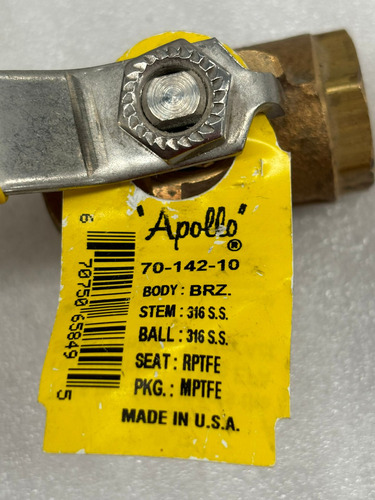 "Apollo"®
70-142-10
BODY: BRZ.
STEM: 316 S.S.
BALL: 316 S.S.
SEAT: RPTFE
PKG.: MPTFE
MADE IN U.S.A.
6 70750 65849 5